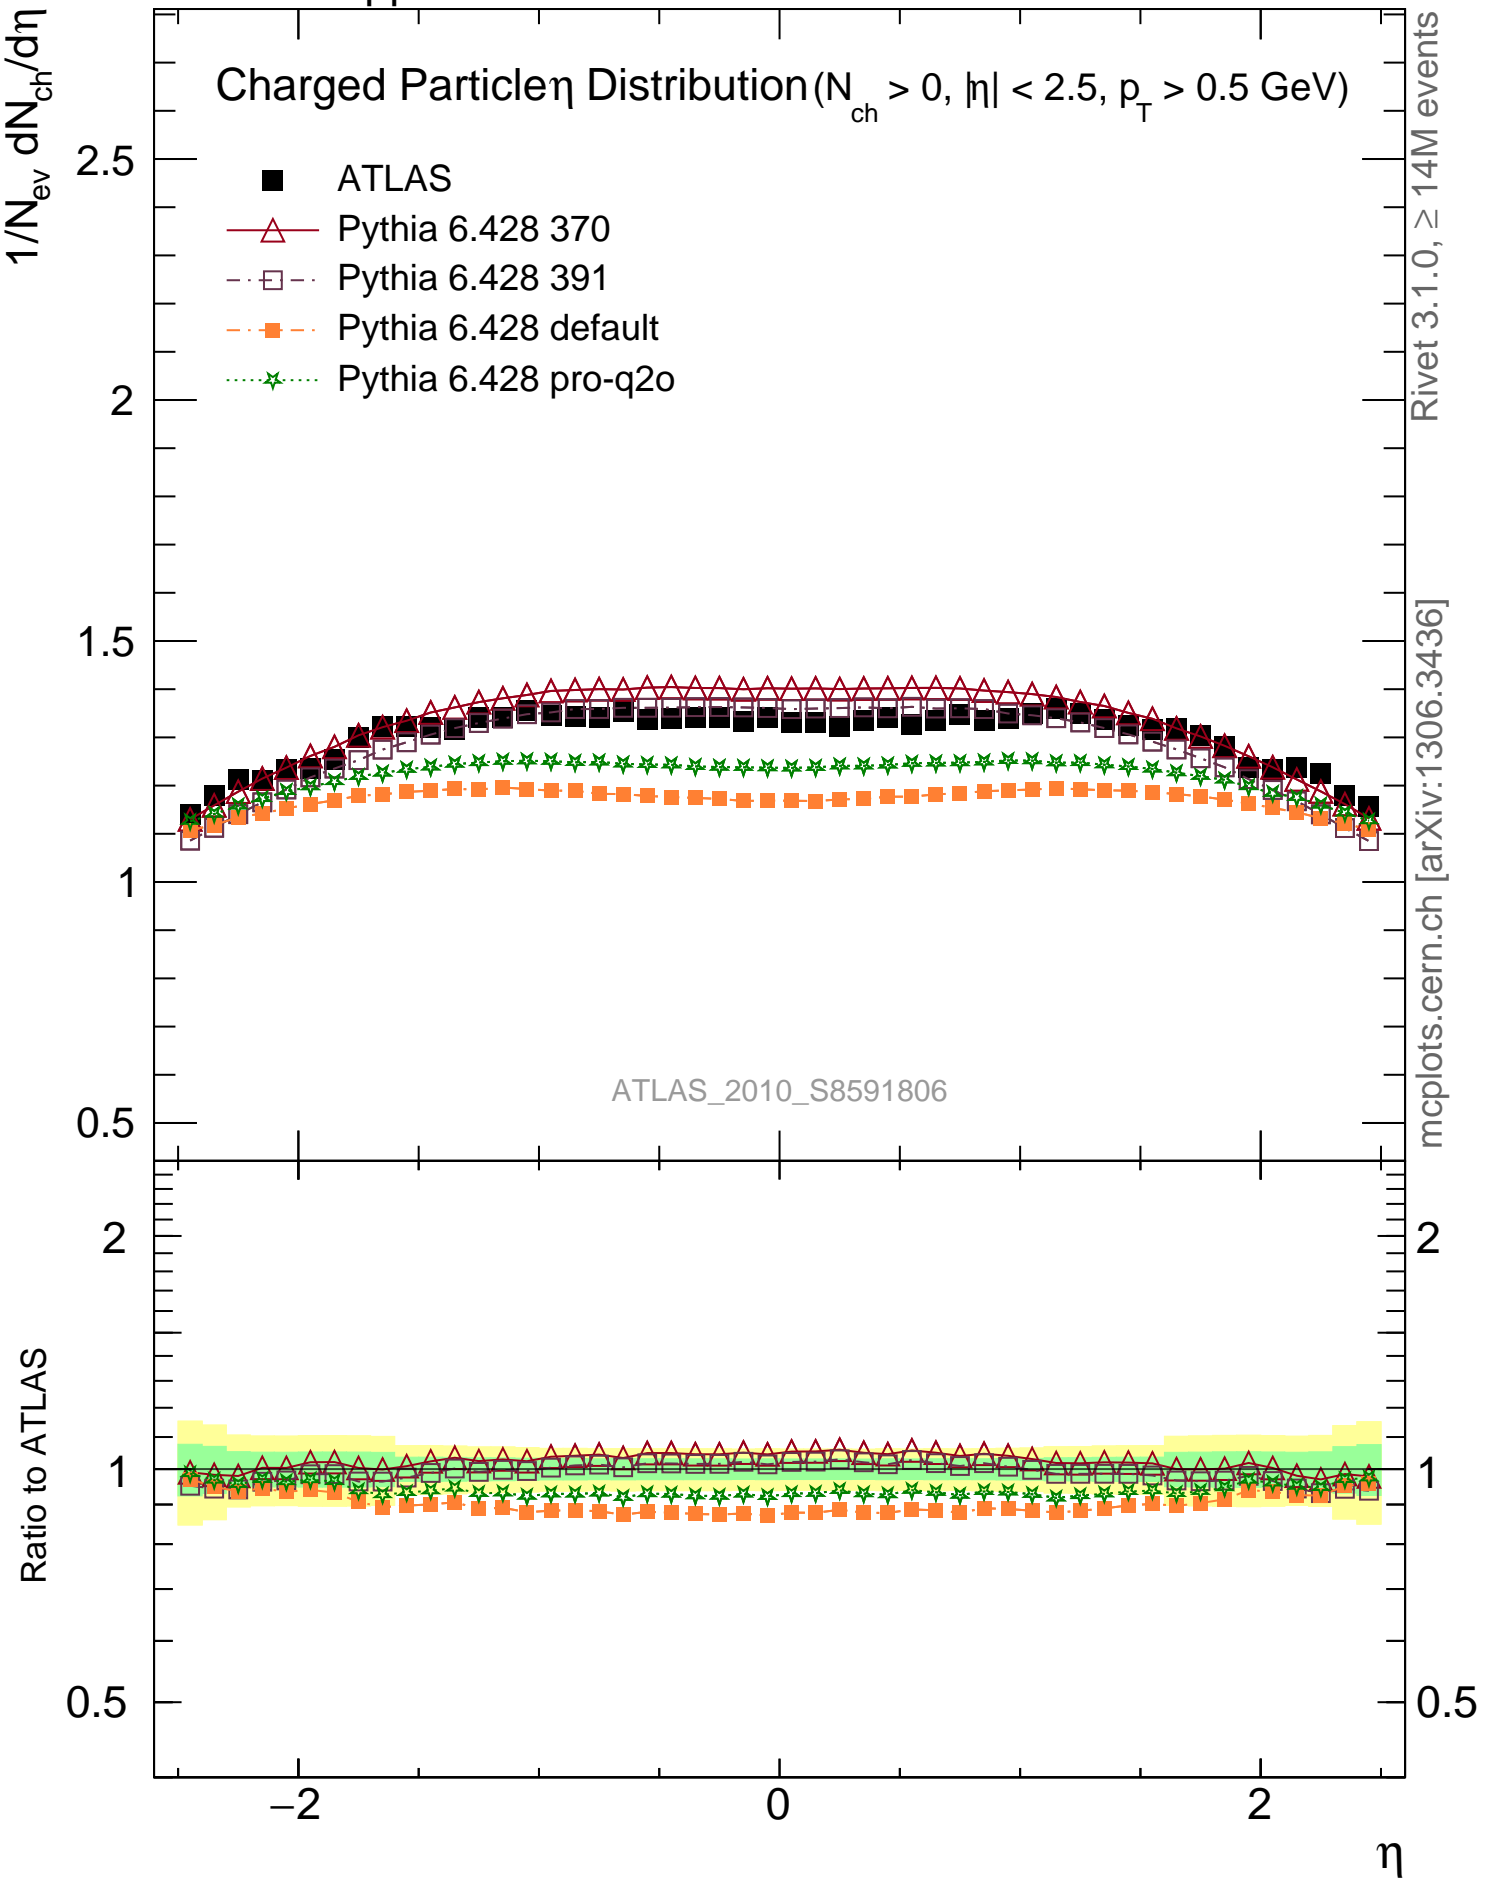 1/N_ev dN_ch/dη
Charged Particle η Distribution (N_ch > 0, |η| < 2.5, p_T > 0.5 GeV)
ATLAS
Pythia 6.428 370
Pythia 6.428 391
Pythia 6.428 default
Pythia 6.428 pro-q2o
2.5
2
1.5
1
0.5
ATLAS_2010_S8591806
Rivet 3.1.0, ≥ 14M events
mcplots.cern.ch [arXiv:1306.3436]
Ratio to ATLAS
2
1
0.5
2
1
0.5
−2
0
2
η